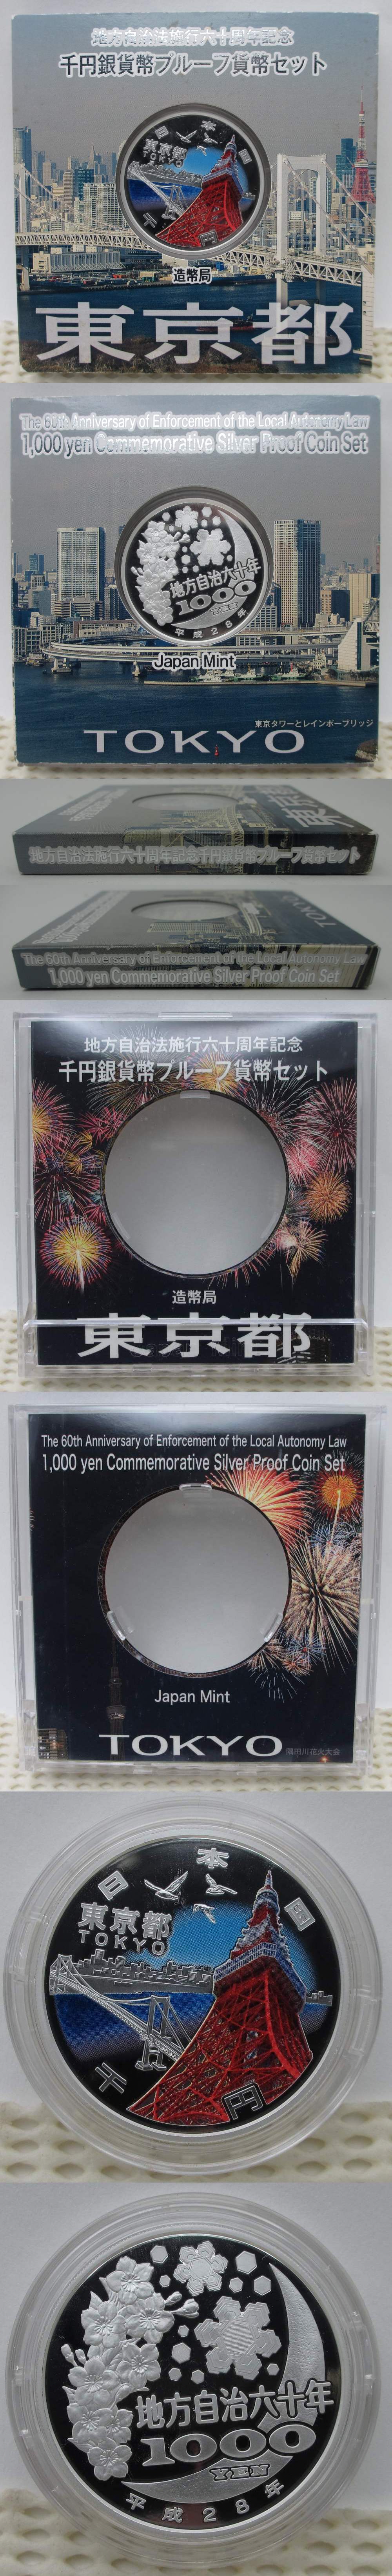 地方自治法施行六十周年記念
千円銀貨幣プルーフ貨幣セット
日本国
東京都
TOKYO
千
円
造幣局
東京都
The 60th Anniversary of Enforcement of the Local Autonomy Law
1,000 yen Commemorative Silver Proof Coin Set
地方自治六十年
1000
YEN
平成28年
Japan Mint
東京タワーとレインボーブリッジ
TOKYO
東京
地方自治法施行六十周年記念千円銀貨幣プルーフ貨幣セット
TOKYO
The 60th Anniversary of Enforcement of the Local Autonomy Law
1,000 yen Commemorative Silver Proof Coin Set
地方自治法施行六十周年記念
千円銀貨幣プルーフ貨幣セット
造幣局
東京都
The 60th Anniversary of Enforcement of the Local Autonomy Law
1,000 yen Commemorative Silver Proof Coin Set
Japan Mint
TOKYO
隅田川花火大会
日本国
東京都
TOKYO
千
円
地方自治六十年
1000
YEN
平成28年